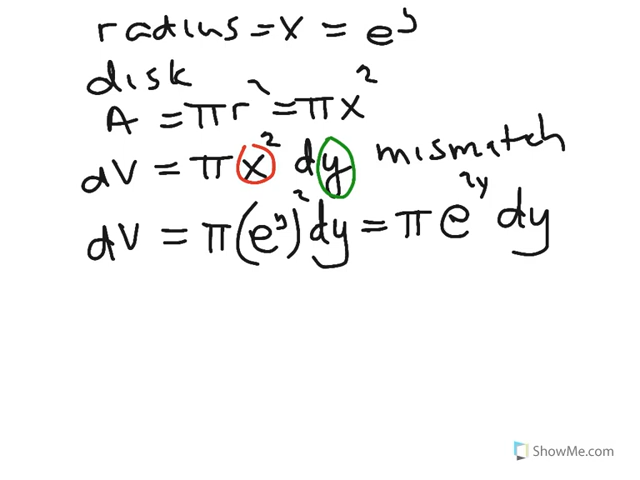 radius = x = e^y
disk
A = πr² = πx²
dV = πx² dy mismatch
dV = π(e^y)² dy = πe^2y dy
ShowMe.com